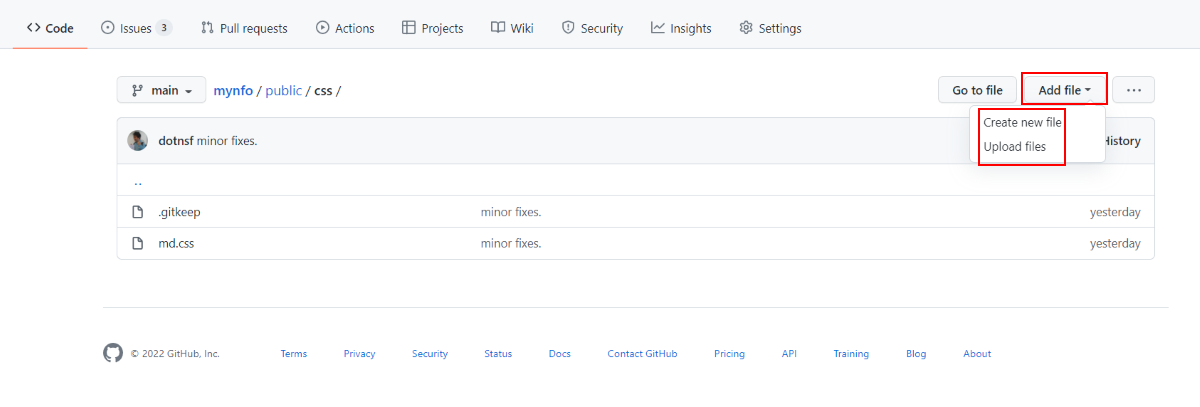 Code Issues 3 Pull requests Actions Projects Wiki Security Insights Settings
main mynfo / public / css / Go to file Add file ...
Create new file
dotnsf minor fixes. History
Upload files
..
.gitkeep minor fixes. yesterday
md.css minor fixes. yesterday
© 2022 GitHub, Inc. Terms Privacy Security Status Docs Contact GitHub Pricing API Training Blog About